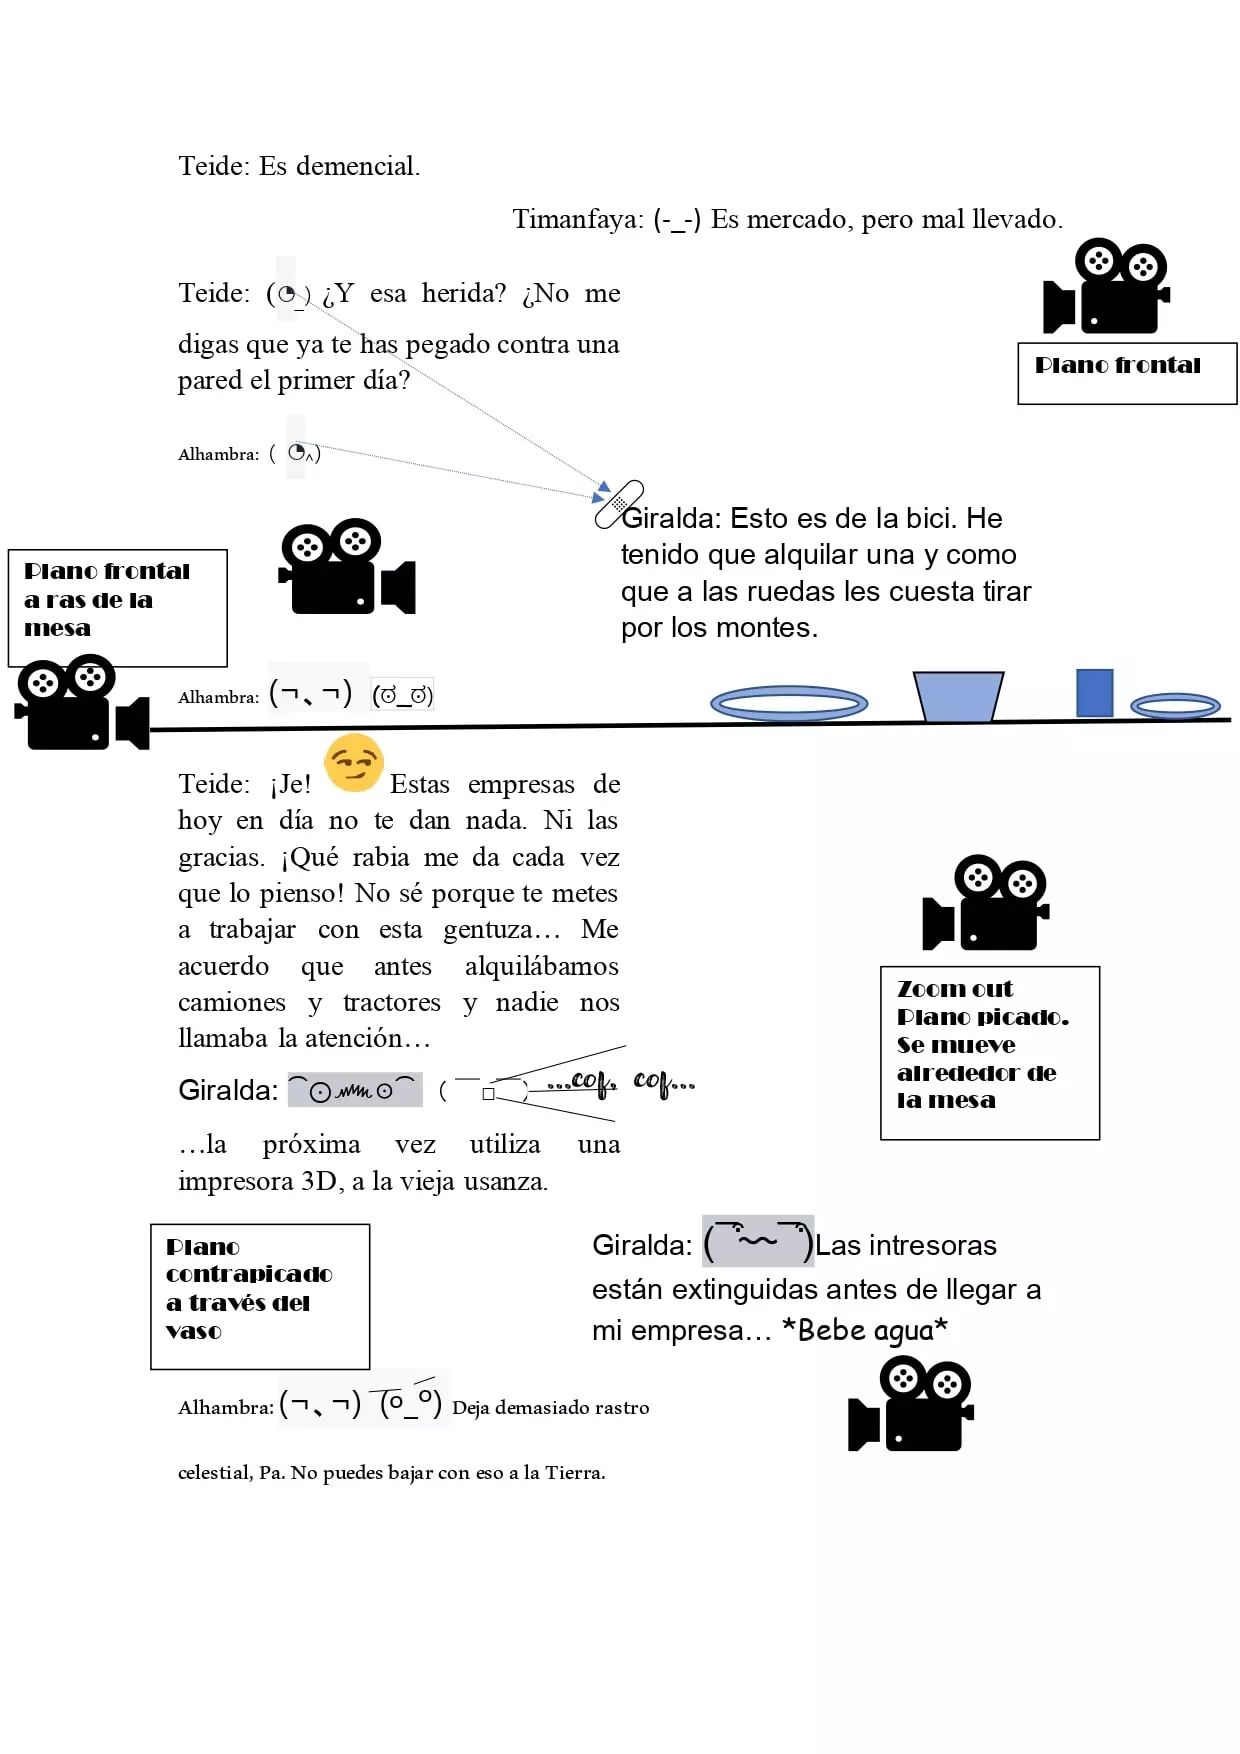 Teide: Es demencial.
Timanfaya: (-_-) Es mercado, pero mal llevado.
Teide: (◔_) ¿Y esa herida? ¿No me
digas que ya te has pegado contra una
pared el primer día?
Plano frontal
Alhambra: ( ◔^)
Giralda: Esto es de la bici. He
tenido que alquilar una y como
que a las ruedas les cuesta tirar
por los montes.
Plano frontal
a ras de la
mesa
Alhambra: (¬、¬) (ಠ_ಠ)
Teide: ¡Je! 😏 Estas empresas de
hoy en día no te dan nada. Ni las
gracias. ¡Qué rabia me da cada vez
que lo pienso! No sé porque te metes
a trabajar con esta gentuza… Me
acuerdo que antes alquilábamos
camiones y tractores y nadie nos
llamaba la atención…
Zoom out
Plano picado.
Se mueve
alrededor de
la mesa
Giralda: ⁀⊙﹏⊙⁀ (￣□￣) ...cof, cof...
…la próxima vez utiliza una
impresora 3D, a la vieja usanza.
Plano
contrapicado
a través del
vaso
Giralda: ( ͡ ~ ͡ )Las intresoras
están extinguidas antes de llegar a
mi empresa… *Bebe agua*
Alhambra: (¬、¬) (º_º) Deja demasiado rastro
celestial, Pa. No puedes bajar con eso a la Tierra.